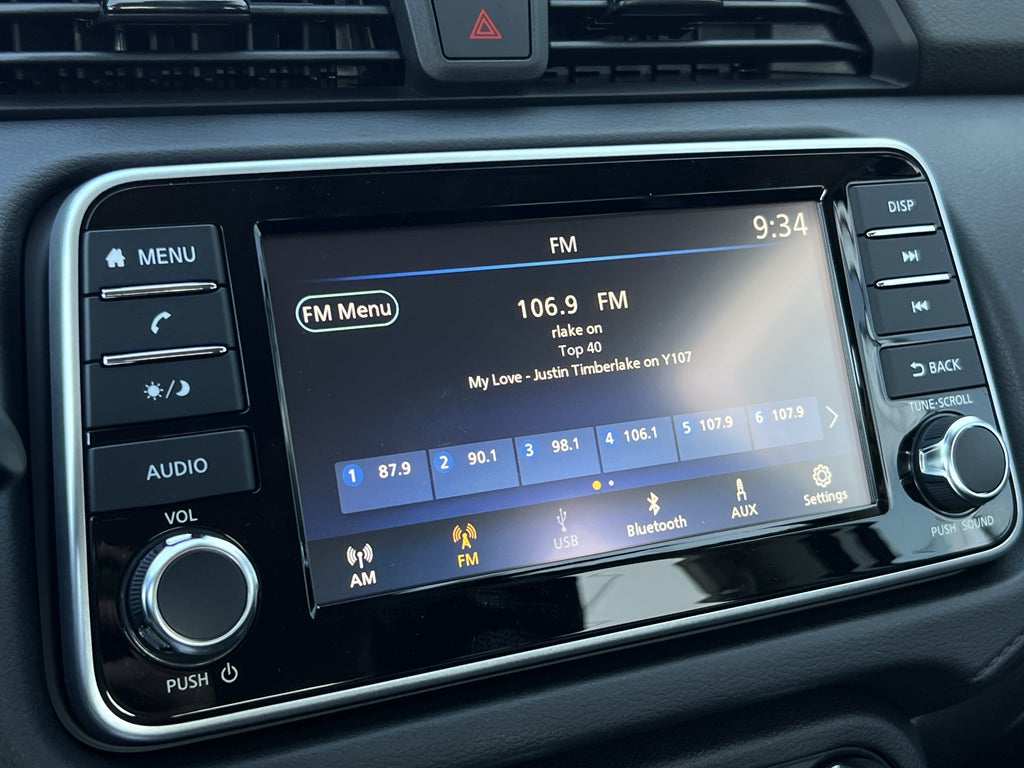 MENU
AUDIO
VOL
PUSH
FM
9:34
FM Menu
106.9 FM
rlake on
Top 40
My Love - Justin Timberlake on Y107
1 87.9 2 90.1 3 98.1 4 106.1 5 107.9 6 107.9
AM FM USB Bluetooth AUX Settings
DISP
BACK
TUNE·SCROLL
PUSH SOUND